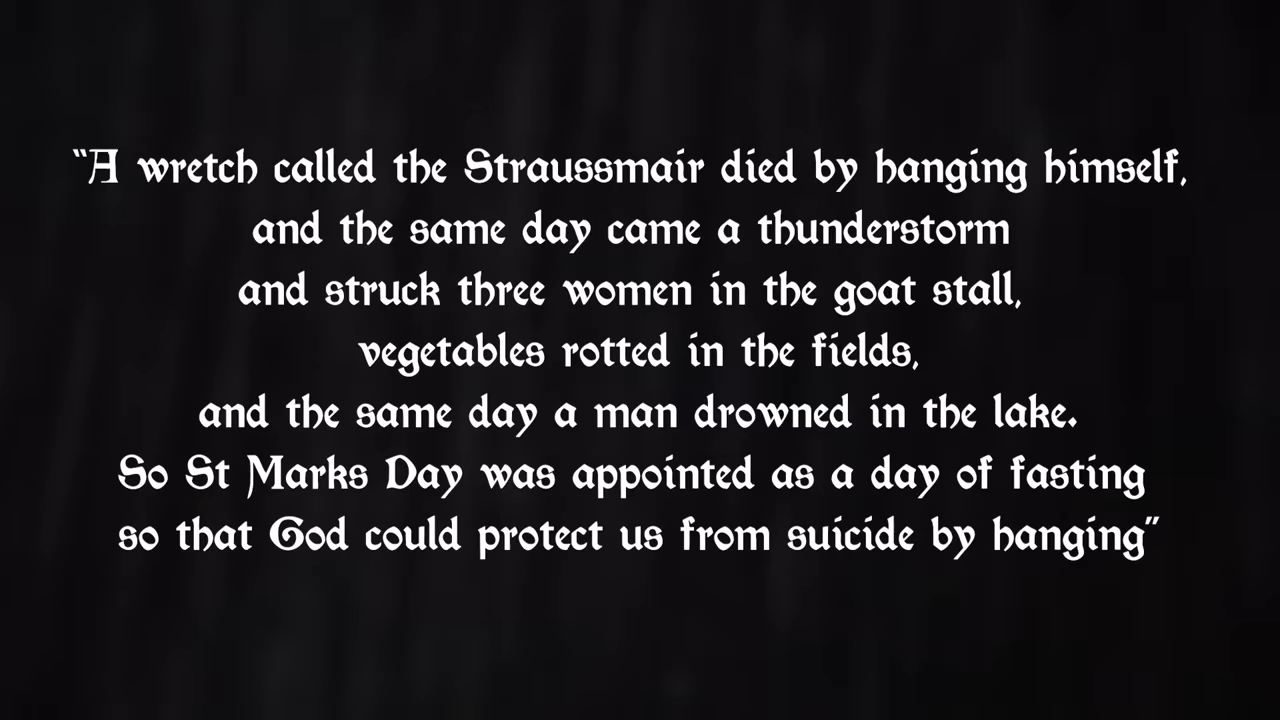 “A wretch called the Straussmair died by hanging himself,
and the same day came a thunderstorm
and struck three women in the goat stall,
vegetables rotted in the fields,
and the same day a man drowned in the lake.
So St Marks Day was appointed as a day of fasting
so that God could protect us from suicide by hanging”